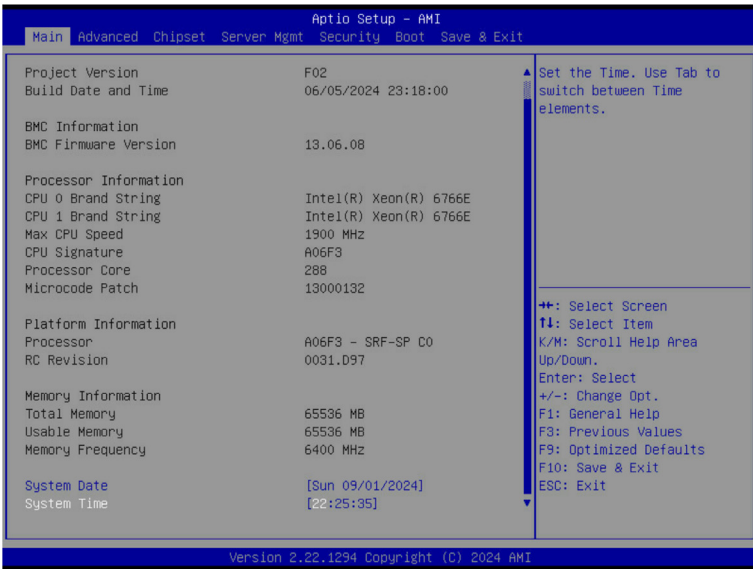 Aptio Setup – AMI
Main Advanced Chipset Server Mgmt Security Boot Save & Exit
Project Version F02
Build Date and Time 06/05/2024 23:18:00
BMC Information
BMC Firmware Version 13.06.08
Processor Information
CPU 0 Brand String Intel(R) Xeon(R) 6766E
CPU 1 Brand String Intel(R) Xeon(R) 6766E
Max CPU Speed 1900 MHz
CPU Signature A06F3
Processor Core 288
Microcode Patch 13000132
Platform Information
Processor A06F3 - SRF-SP C0
RC Revision 0031.D97
Memory Information
Total Memory 65536 MB
Usable Memory 65536 MB
Memory Frequency 6400 MHz
System Date [Sun 09/01/2024]
System Time [22:25:35]
Set the Time. Use Tab to
switch between Time
elements.
→←: Select Screen
↑↓: Select Item
K/M: Scroll Help Area
Up/Down.
Enter: Select
+/-: Change Opt.
F1: General Help
F3: Previous Values
F9: Optimized Defaults
F10: Save & Exit
ESC: Exit
Version 2.22.1294 Copyright (C) 2024 AMI